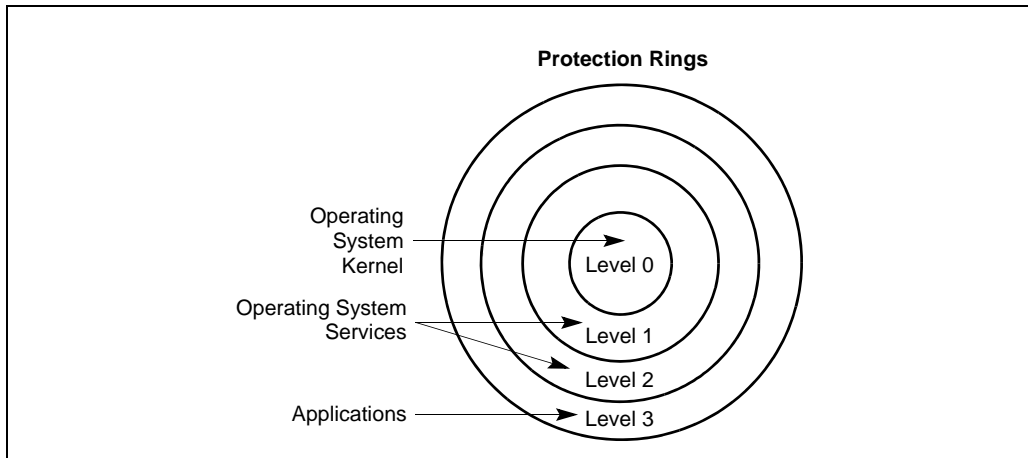 Protection Rings
Operating
System
Kernel
Level 0
Operating System
Services
Level 1
Level 2
Applications
Level 3